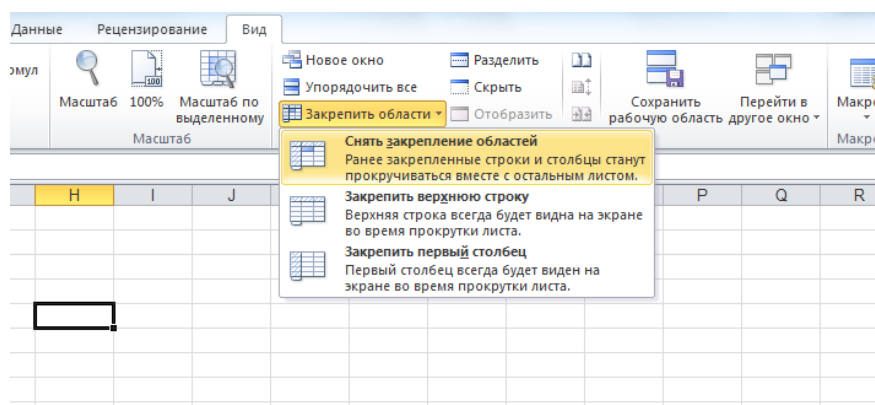 Данные Рецензирование Вид
Новое окно Разделить
Упорядочить все Скрыть
Закрепить области Отобразить
Масштаб 100% Масштаб по выделенному
Сохранить рабочую область Перейти в другое окно
Масштаб
Снять закрепление областей
Ранее закрепленные строки и столбцы станут
прокручиваться вместе с остальным листом.
Закрепить верхнюю строку
Верхняя строка всегда будет видна на экране
во время прокрутки листа.
Закрепить первый столбец
Первый столбец всегда будет виден на
экране во время прокрутки листа.
H I J P Q R